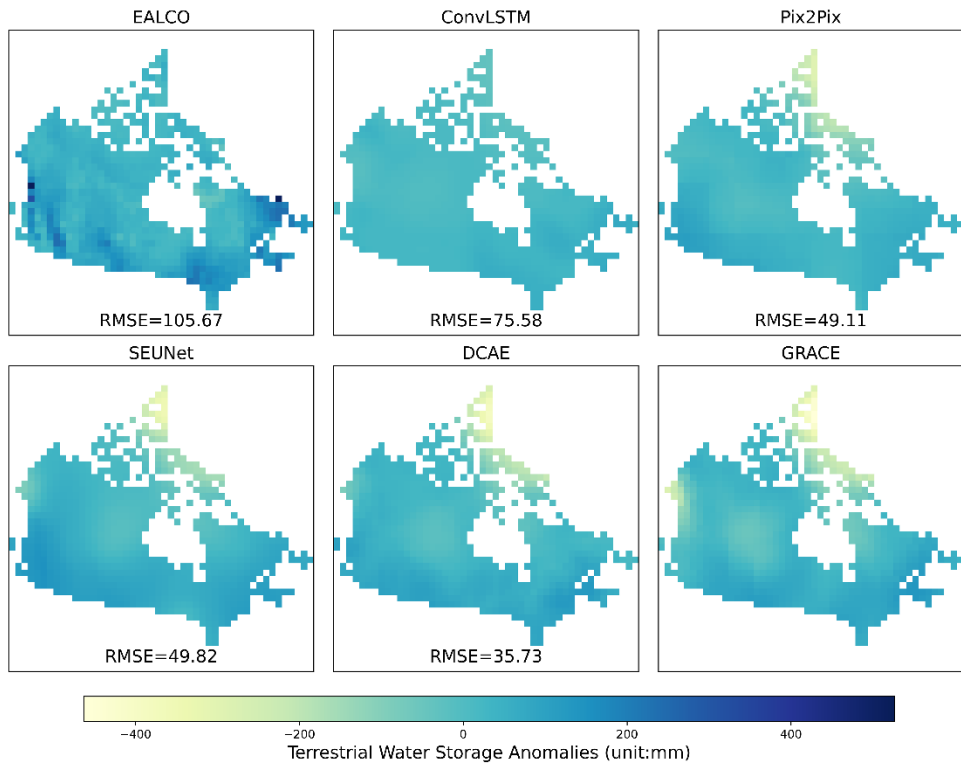 EALCO
ConvLSTM
Pix2Pix
RMSE=105.67
RMSE=75.58
RMSE=49.11
SEUNet
DCAE
GRACE
RMSE=49.82
RMSE=35.73
−400
−200
0
200
400
Terrestrial Water Storage Anomalies (unit:mm)